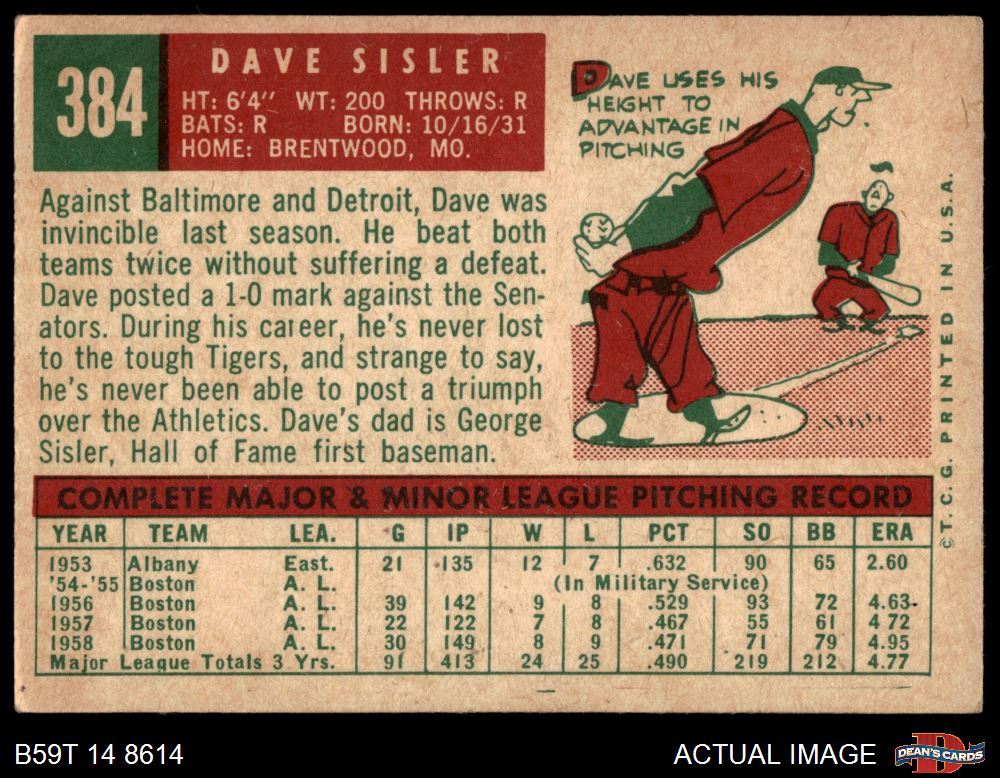 384
DAVE SISLER
HT: 6'4" WT: 200 THROWS: R
BATS: R BORN: 10/16/31
HOME: BRENTWOOD, MO.
DAVE USES HIS
HEIGHT TO
ADVANTAGE IN
PITCHING
Against Baltimore and Detroit, Dave was
invincible last season. He beat both
teams twice without suffering a defeat.
Dave posted a 1-0 mark against the Sen-
ators. During his career, he's never lost
to the tough Tigers, and strange to say,
he's never been able to post a triumph
over the Athletics. Dave's dad is George
Sisler, Hall of Fame first baseman.
© T. C. G. PRINTED IN U.S.A.
COMPLETE MAJOR & MINOR LEAGUE PITCHING RECORD
YEAR TEAM LEA. G IP W L PCT SO BB ERA
1953 Albany East. 21 135 12 7 .632 90 65 2.60
'54-'55 Boston A. L. (In Military Service)
1956 Boston A. L. 39 142 9 8 .529 93 72 4.63
1957 Boston A. L. 22 122 7 8 .467 55 61 4 72
1958 Boston A. L. 30 149 8 9 .471 71 79 4.95
Major League Totals 3 Yrs. 91 413 24 25 .490 219 212 4.77
B59T 14 8614
ACTUAL IMAGE
DEAN'S CARDS